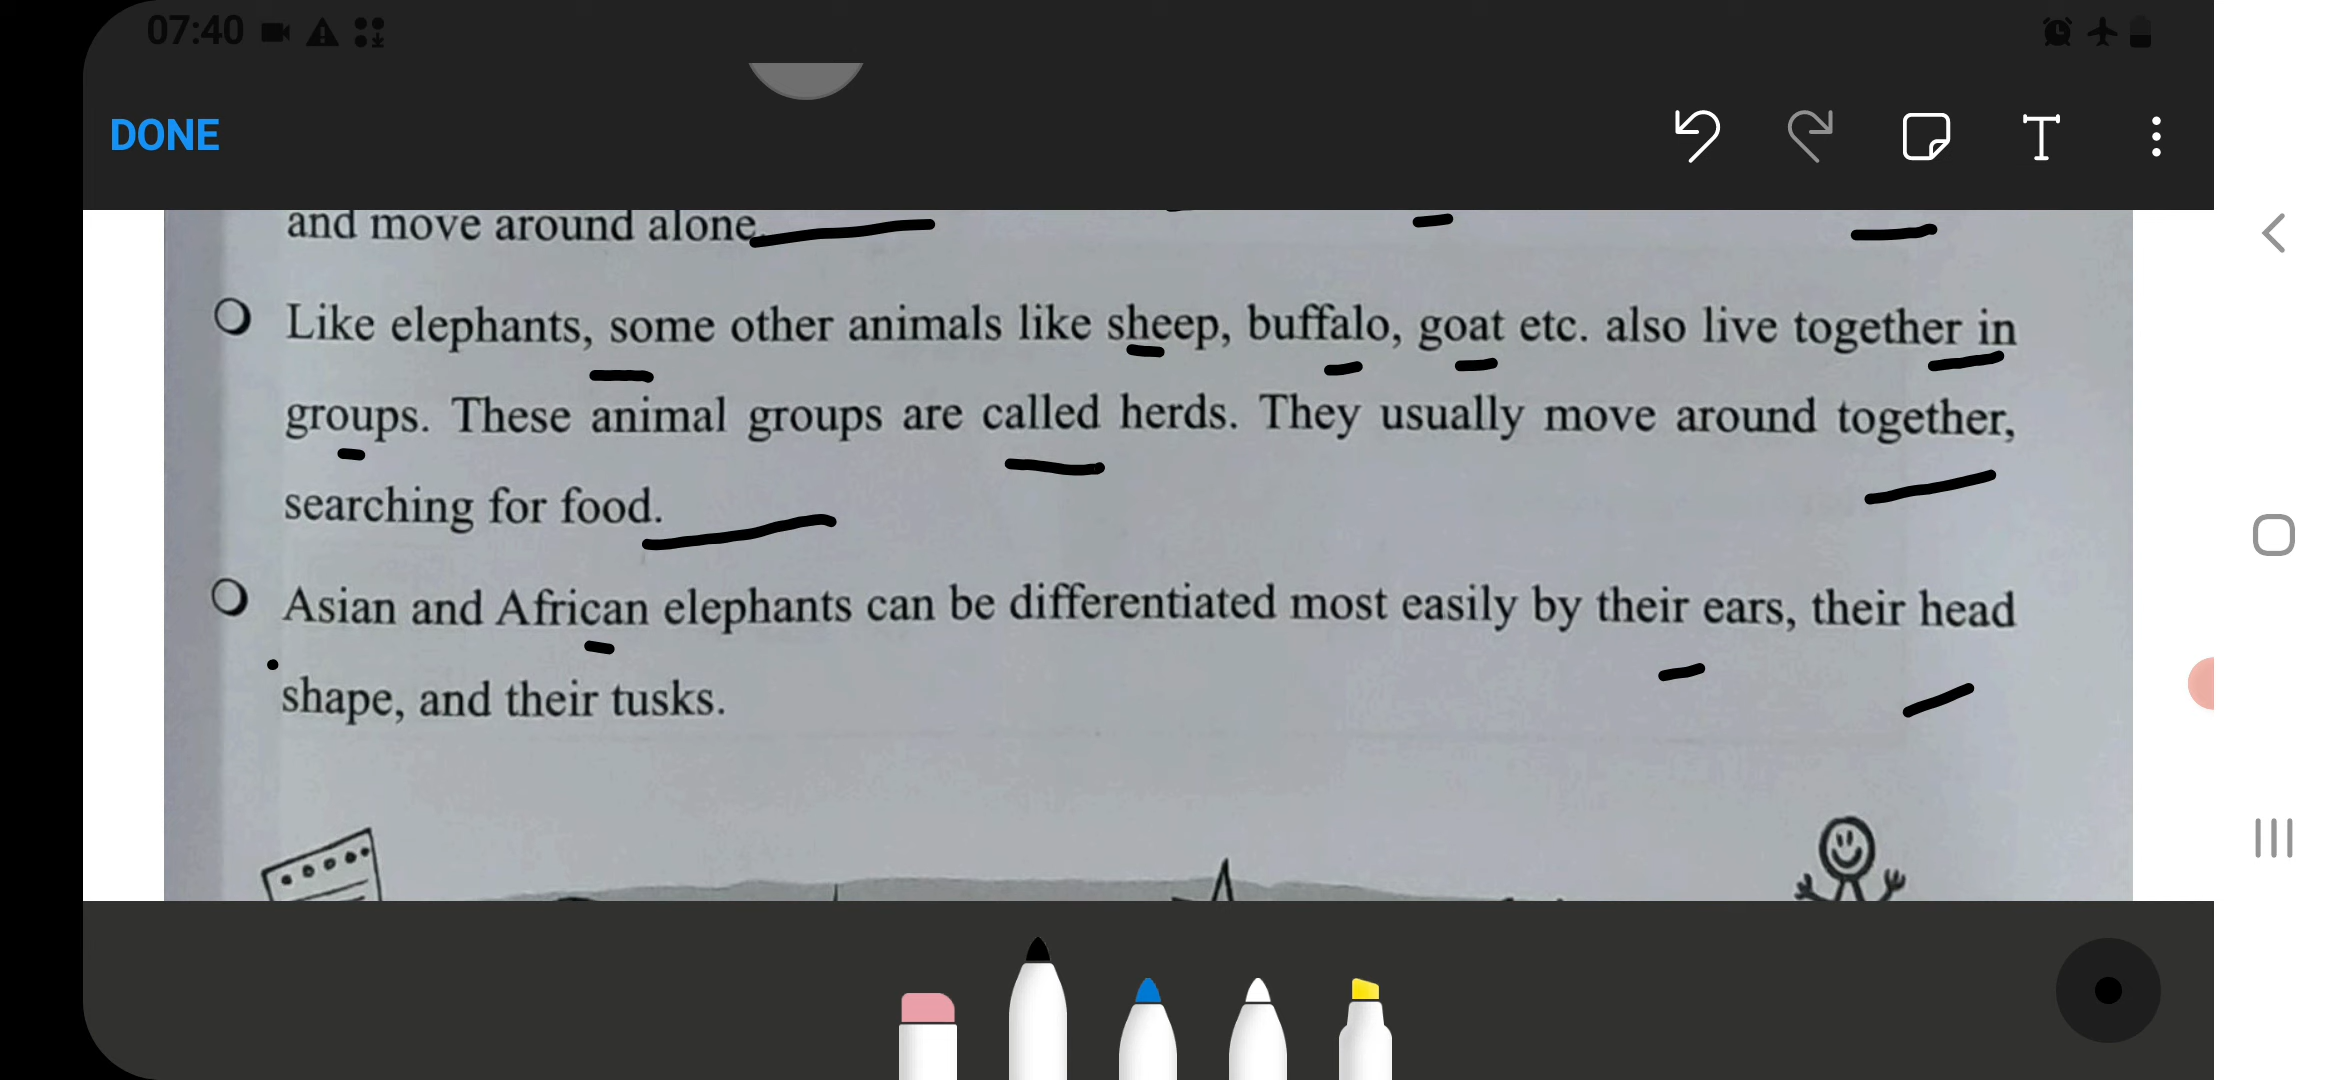 07:40
DONE
and move around alone.
Like elephants, some other animals like sheep, buffalo, goat etc. also live together in
groups. These animal groups are called herds. They usually move around together,
searching for food.
Asian and African elephants can be differentiated most easily by their ears, their head
shape, and their tusks.